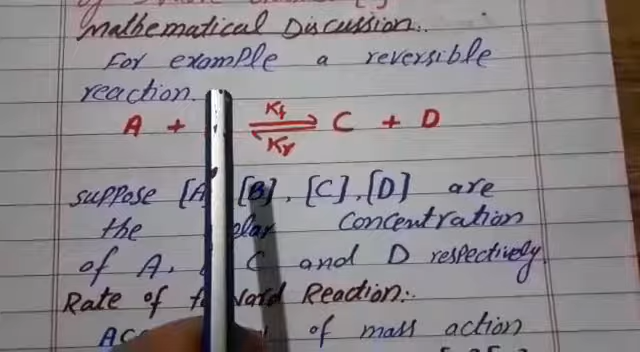 Mathematical Discussion:.
For example a reversible
reaction.
A + Kf C + D
Kr
suppose [A] [B], [C], [D] are
the concentration
of A, C and D respectively.
Rate of Reaction:.
of mass action